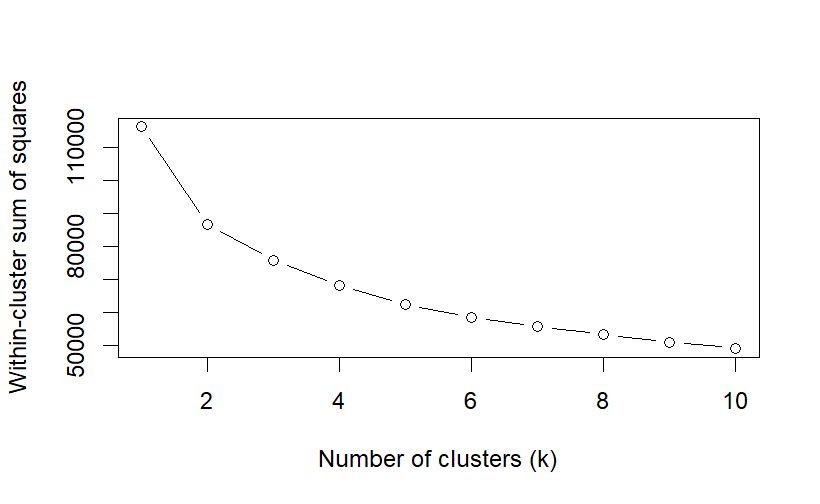 Within-cluster sum of squares
110000
80000
50000
2 4 6 8 10
Number of clusters (k)